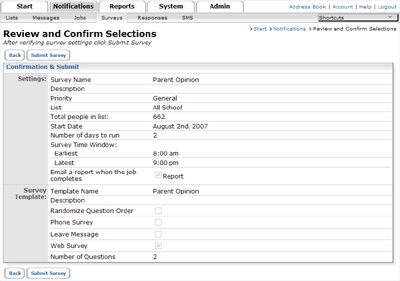 Start Notifications Reports System Admin
Address Book | Account | Help | Logout
Lists Messages Jobs Surveys Responses SMS Shortcuts
Review and Confirm Selections
Start > Notifications > Review and Confirm Selections
After verifying survey settings click Submit Survey
Back Submit Survey
Confirmation & Submit
Settings: Survey Name Parent Opinion
Description
Priority General
List All School
Total people in list: 662
Start Date August 2nd, 2007
Number of days to run 2
Survey Time Window:
Earliest 8:00 am
Latest 9:00 pm
Email a report when the job Report
completes
Survey Template Name Parent Opinion
Template: Description
Randomize Question Order
Phone Survey
Leave Message
Web Survey
Number of Questions 2
Back Submit Survey